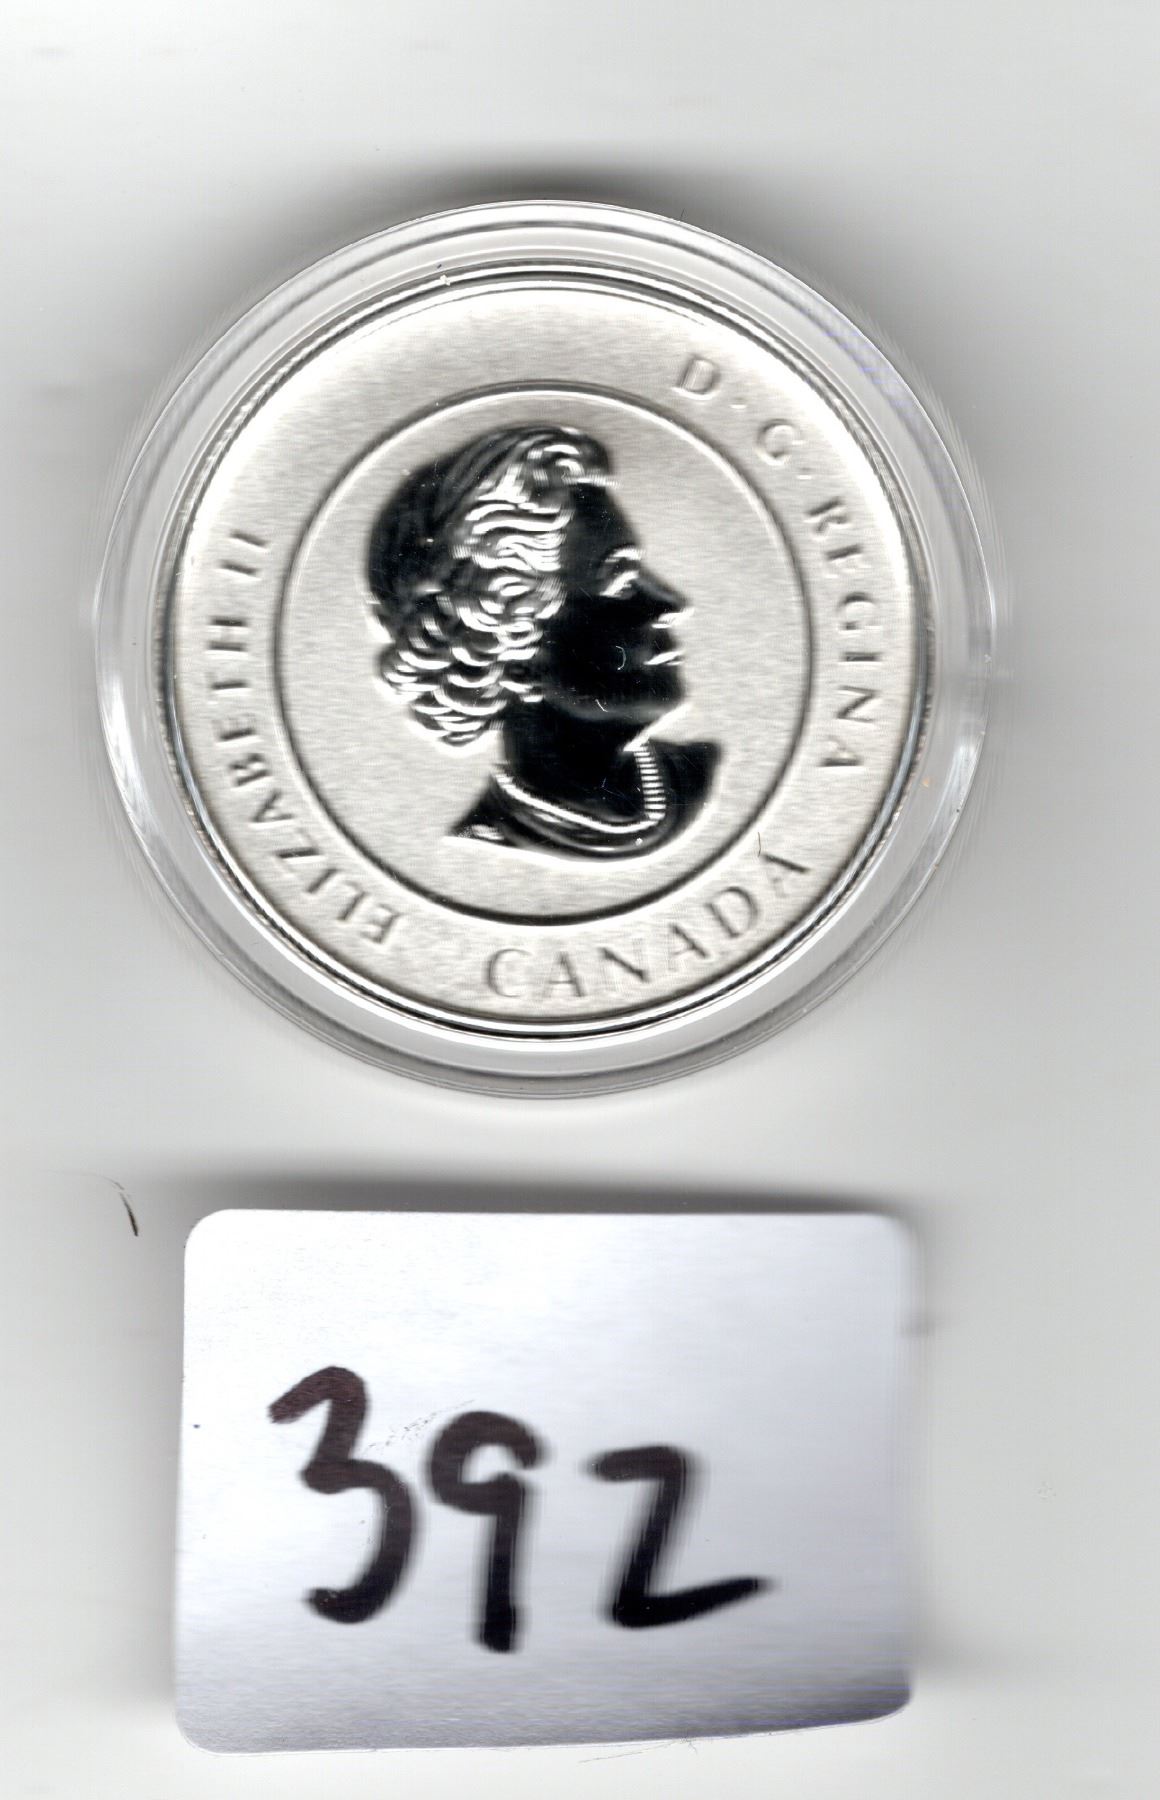 ELIZABETH II
D·G·REGINA
CANADA
392